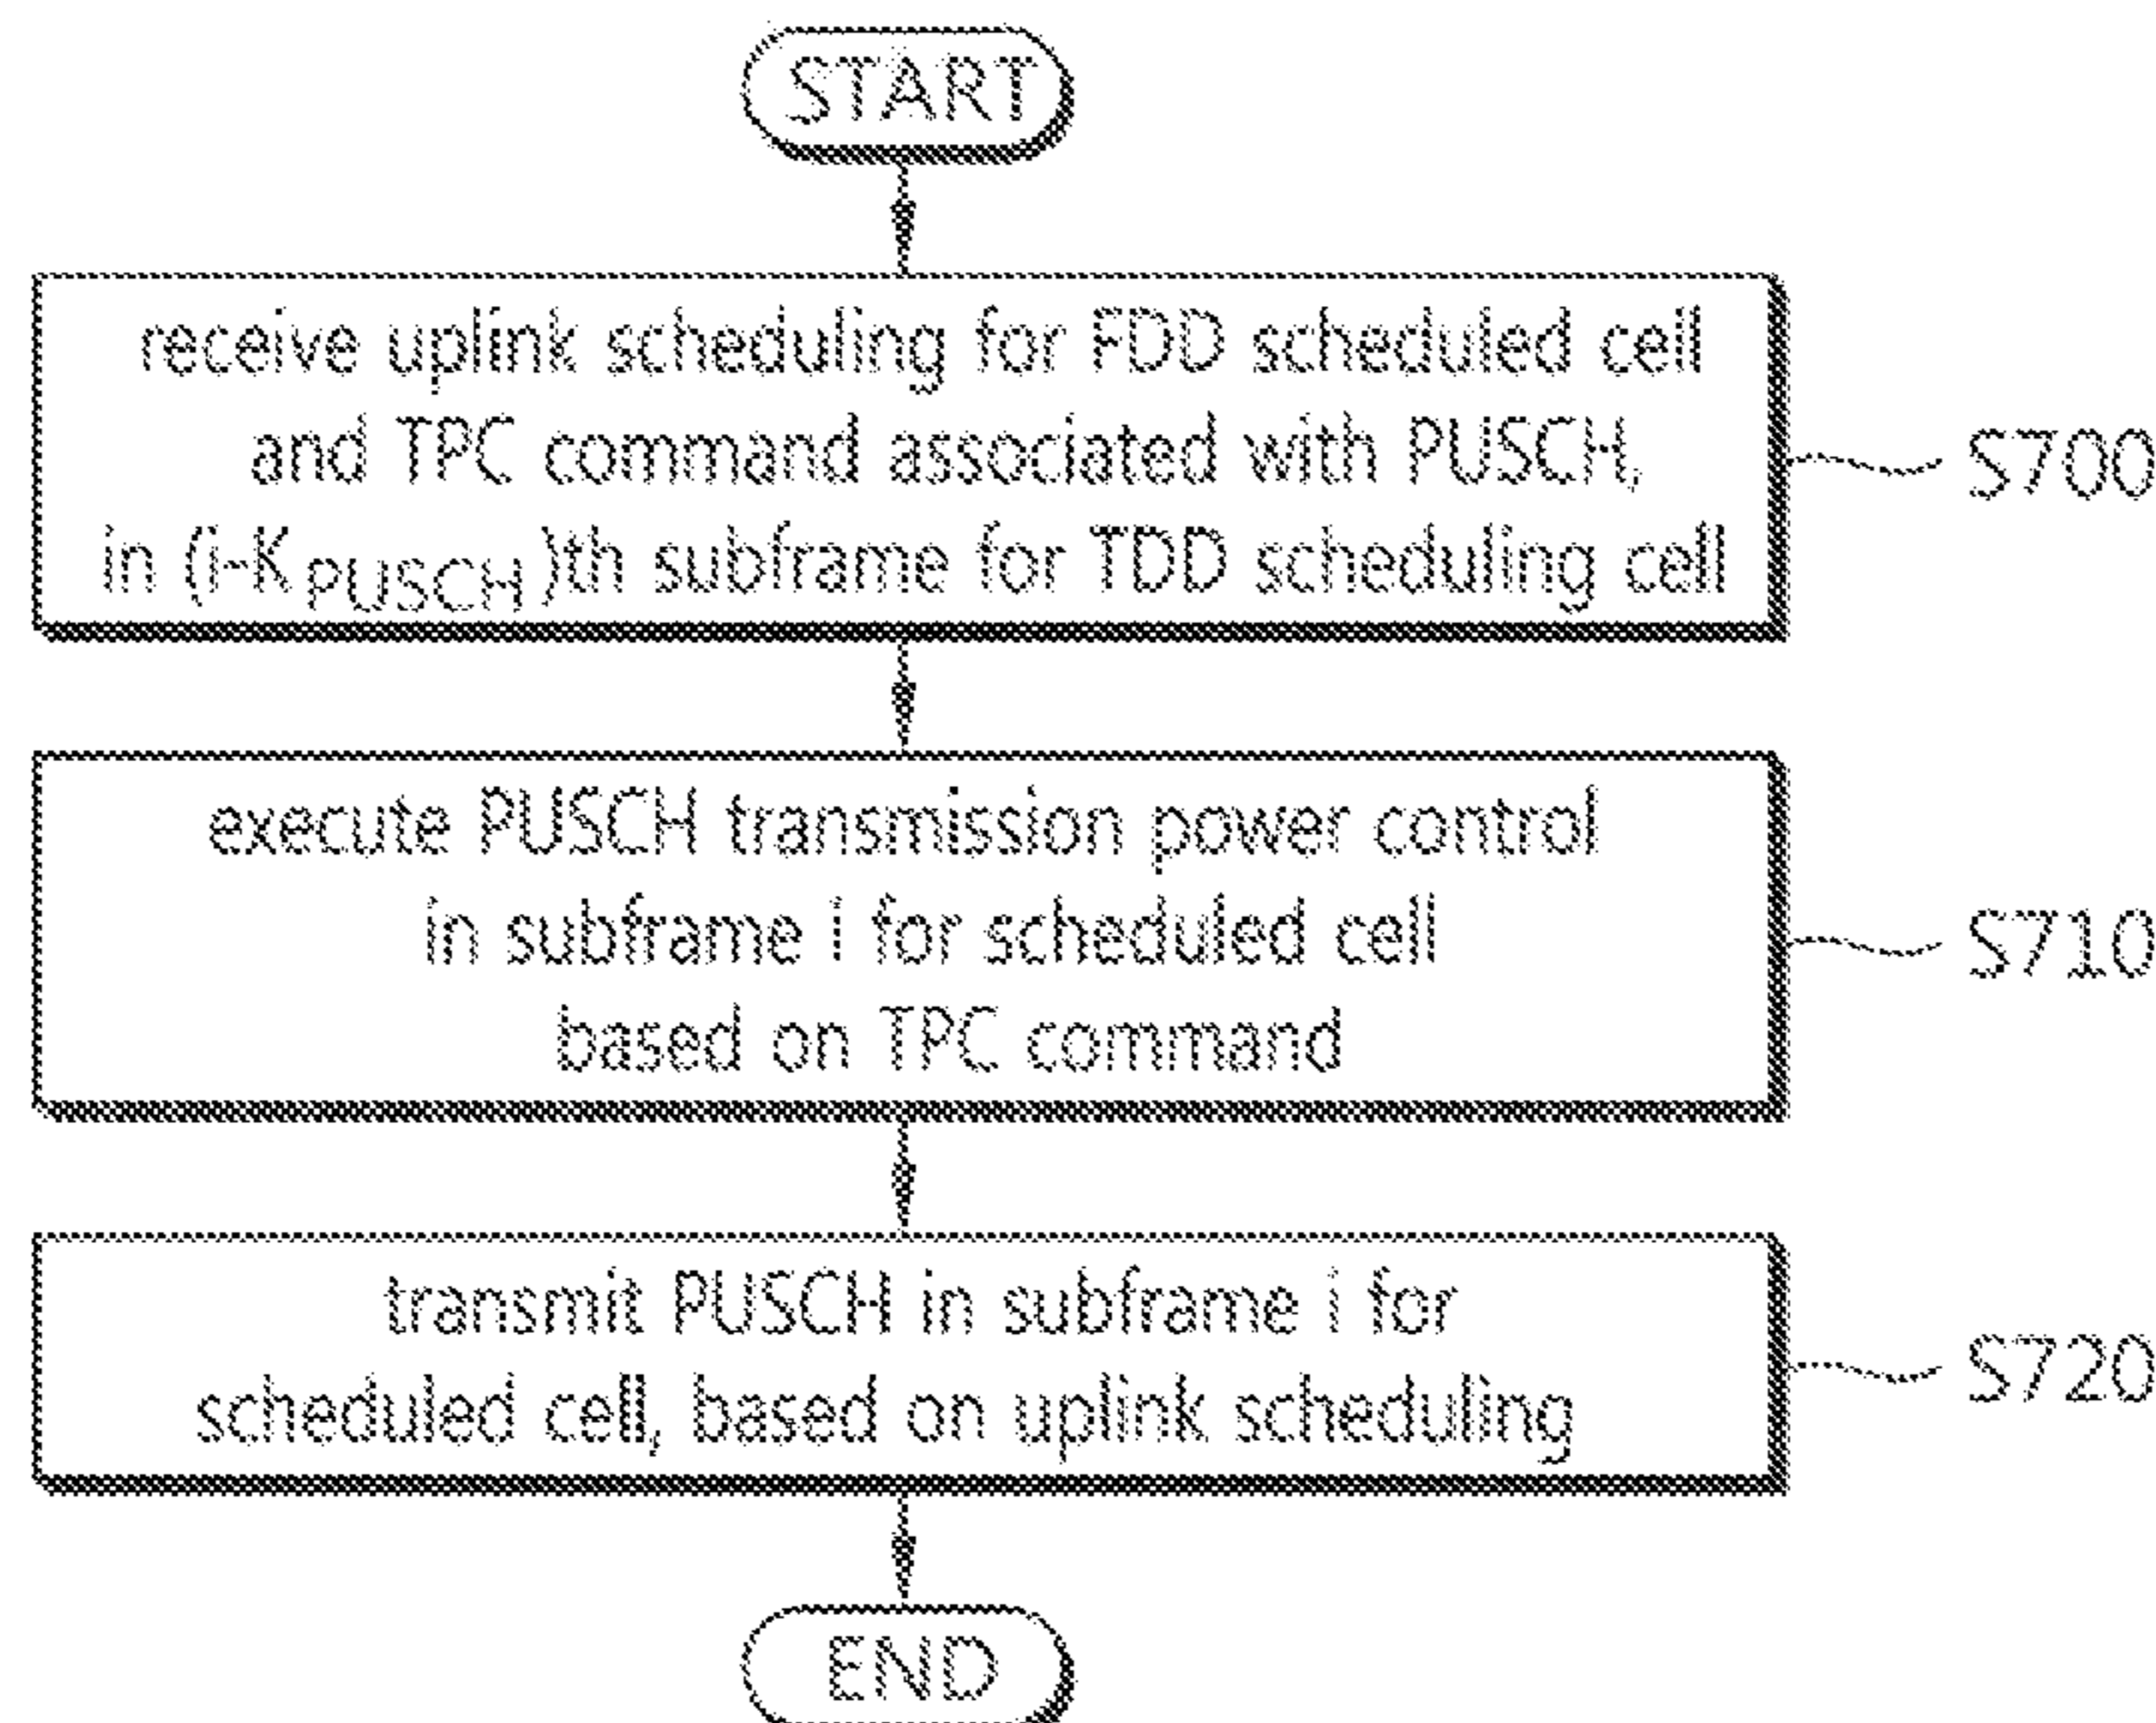 START
receive uplink scheduling for FDD scheduled cell
and TPC command associated with PUSCH,
in (i-KPUSCH)th subframe for TDD scheduling cell
S700
execute PUSCH transmission power control
in subframe i for scheduled cell
based on TPC command
S710
transmit PUSCH in subframe i for
scheduled cell, based on uplink scheduling
S720
END